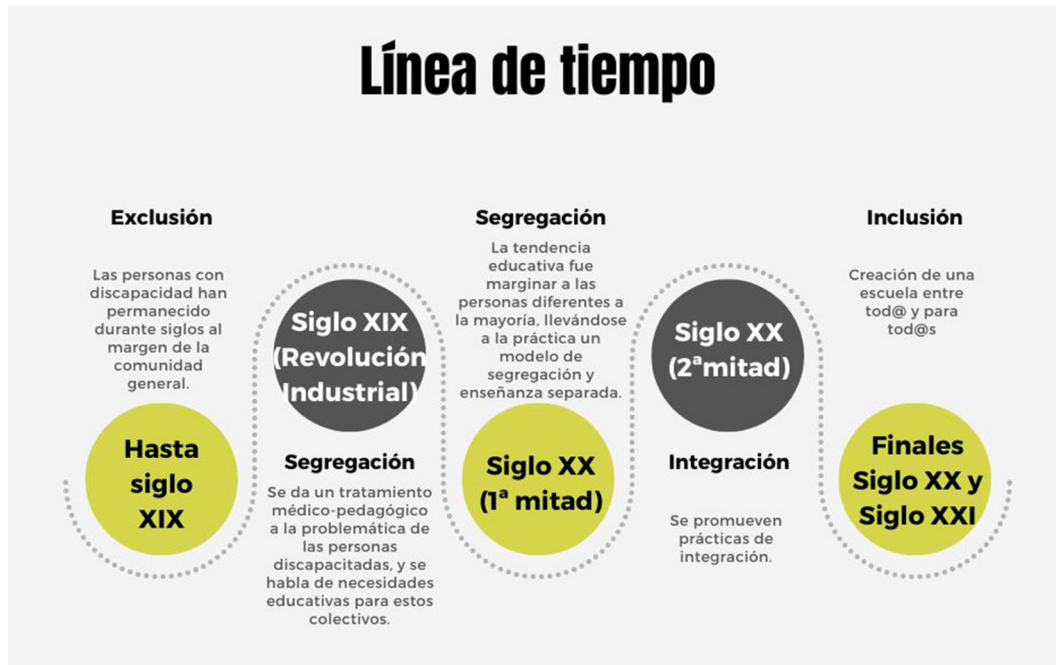 Línea de tiempo
Exclusión
Las personas con
discapacidad han
permanecido
durante siglos al
margen de la
comunidad
general.
Hasta
siglo
XIX
Siglo XIX
(Revolución
Industrial)
Segregación
Se da un tratamiento
médico-pedagógico
a la problemática de
las personas
discapacitadas, y se
habla de necesidades
educativas para estos
colectivos.
Segregación
La tendencia
educativa fue
marginar a las
personas diferentes a
la mayoría, llevándose
a la práctica un
modelo de
segregación y
enseñanza separada.
Siglo XX
(1ª mitad)
Siglo XX
(2ªmitad)
Integración
Se promueven
prácticas de
integración.
Inclusión
Creación de una
escuela entre
tod@ y para
tod@s
Finales
Siglo XX y
Siglo XXI